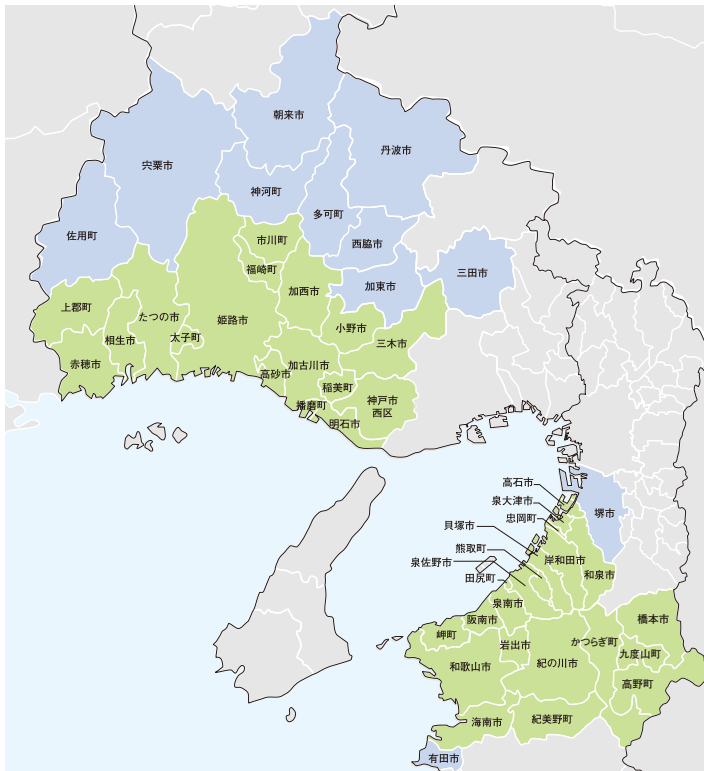 朝来市
丹波市
宍粟市
神河町
多可町
佐用町
西脇市
市川町
福崎町
三田市
加東市
加西市
上郡町
たつの市
姫路市
小野市
相生市
太子町
三木市
赤穂市
高砂市
加古川市
稲美町
神戸市
西区
播磨町
明石市
高石市
泉大津市
忠岡町
堺市
貝塚市
熊取町
泉佐野市
田尻町
岸和田市
和泉市
泉南市
阪南市
岬町
岩出市
かつらぎ町
橋本市
九度山町
和歌山市
紀の川市
高野町
海南市
紀美野町
有田市